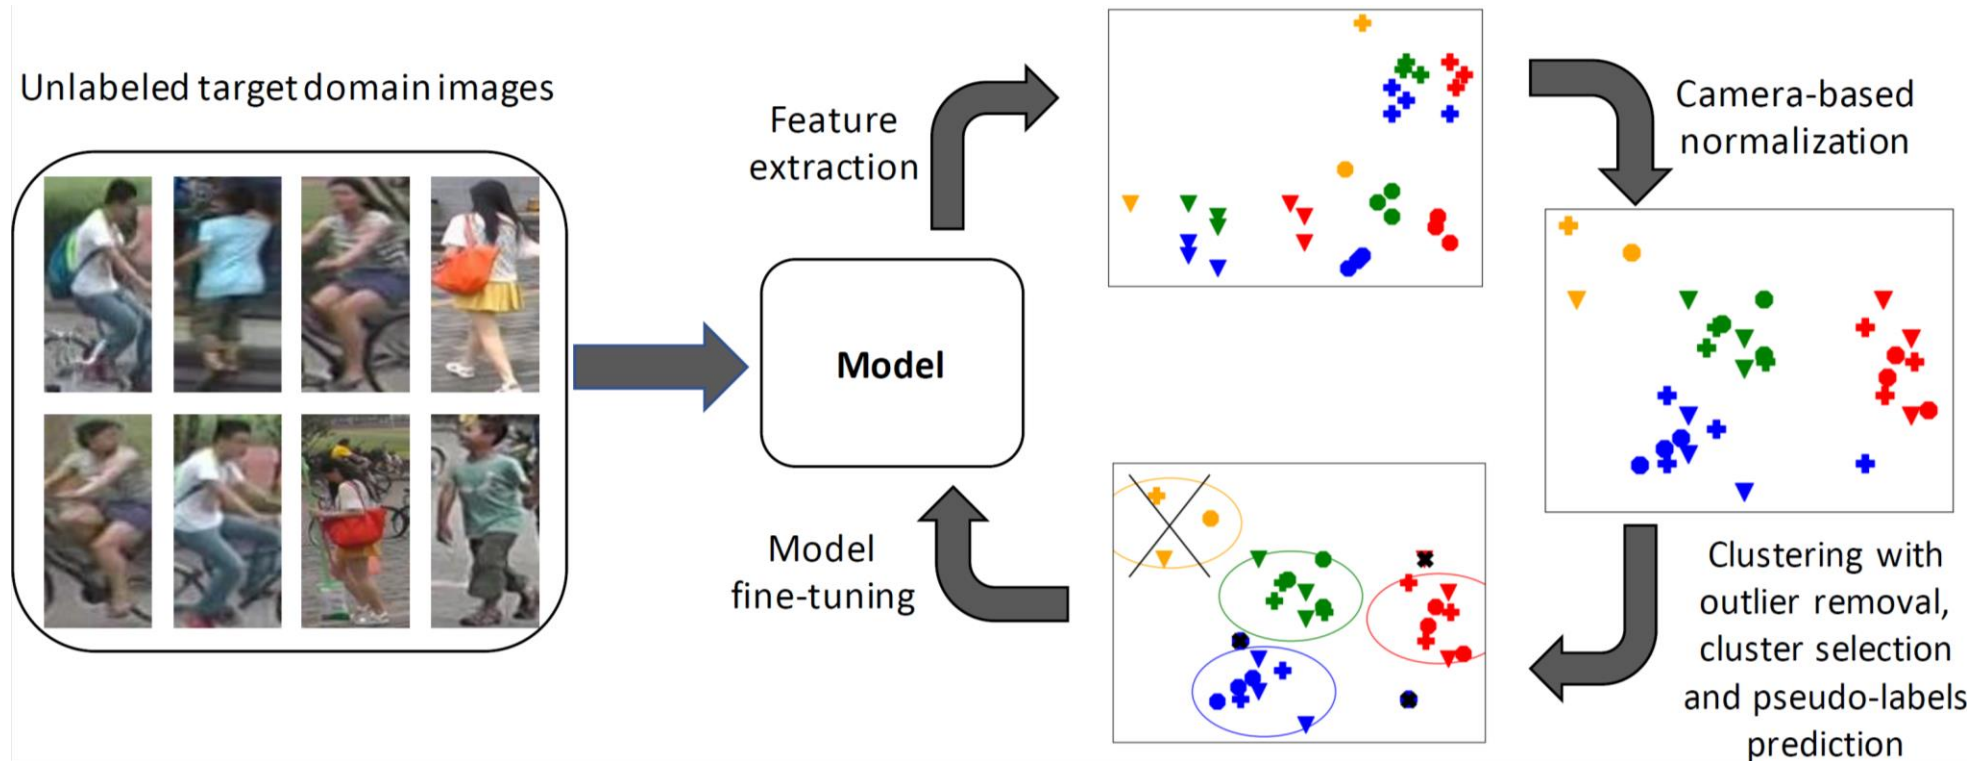 Unlabeled target domain images
Feature
extraction
Camera-based
normalization
Model
Model
fine-tuning
Clustering with
outlier removal,
cluster selection
and pseudo-labels
prediction